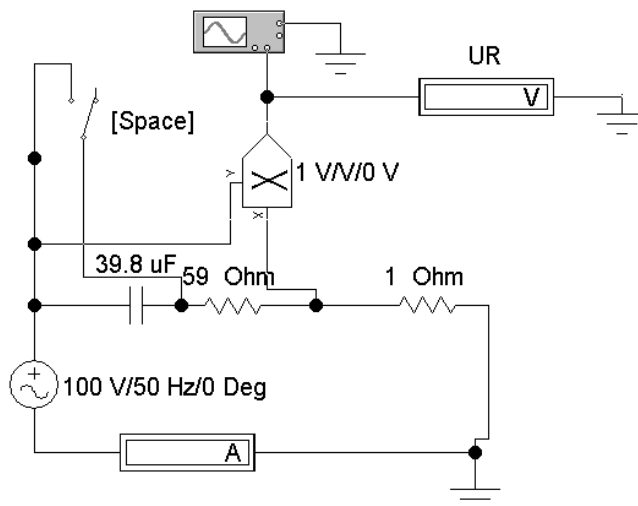 UR
V
[Space]
Y
1 V/V/0 V
X
39.8 uF
59 Ohm
1 Ohm
100 V/50 Hz/0 Deg
A